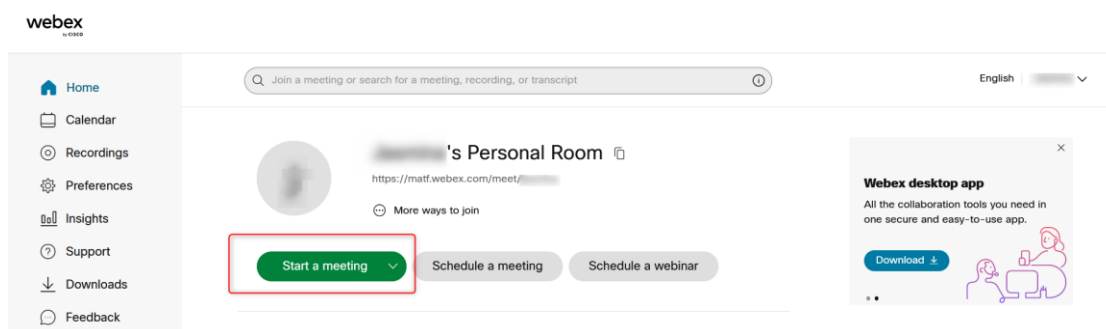 webex
by CISCO
Join a meeting or search for a meeting, recording, or transcript
English
Home
Calendar
Recordings
Preferences
Insights
Support
Downloads
Feedback
's Personal Room
https://matf.webex.com/meet/
More ways to join
Start a meeting
Schedule a meeting
Schedule a webinar
Webex desktop app
All the collaboration tools you need in
one secure and easy-to-use app.
Download